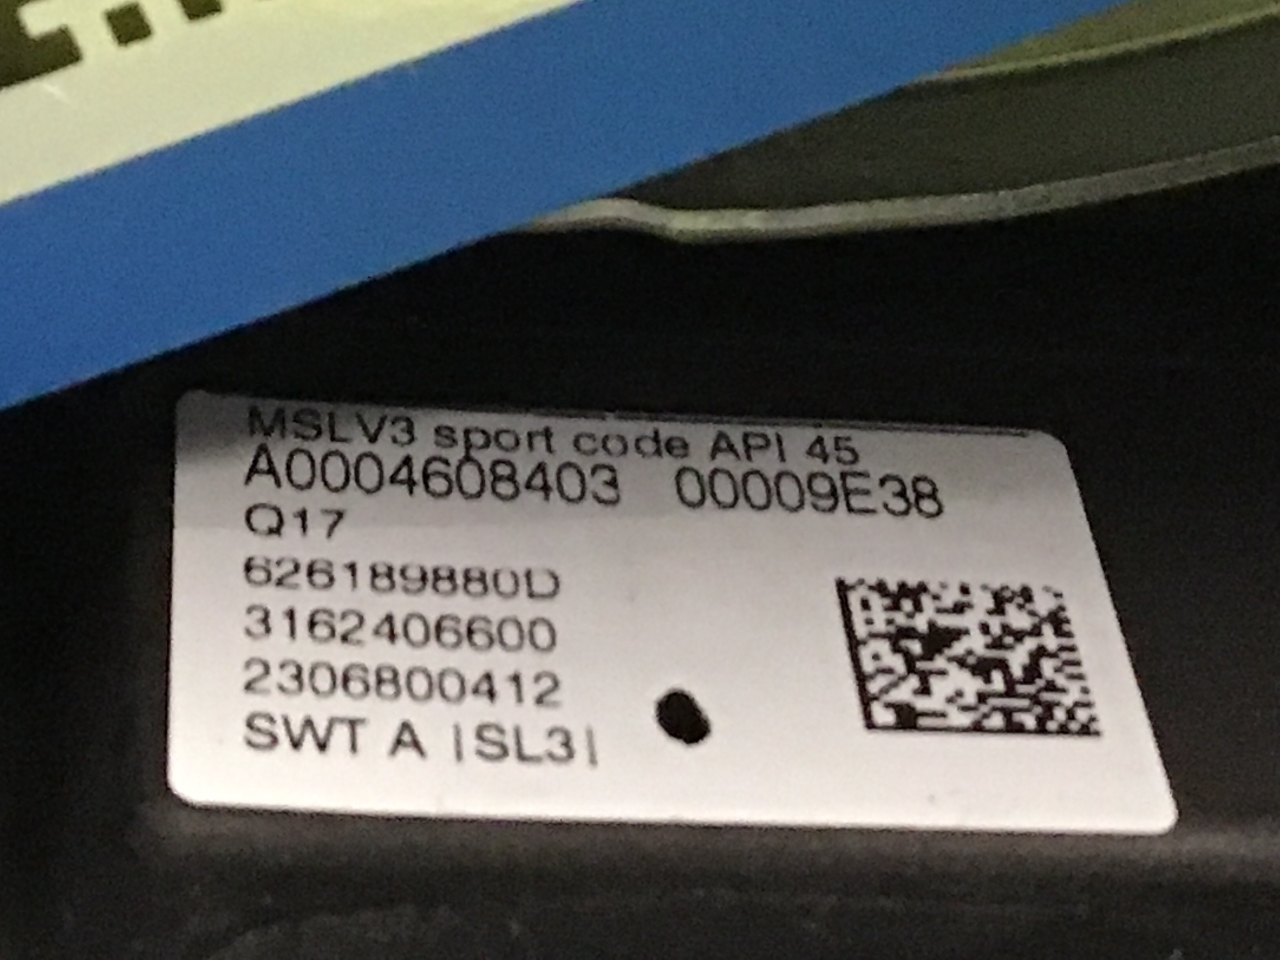 MSLV3 sport code API 45
A0004608403 00009E38
Q17
626189880D
3162406600
2306800412
SWT A |SL3|